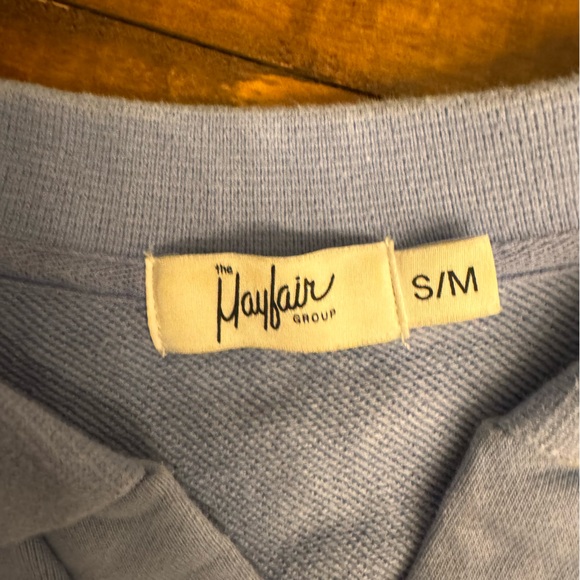 the
Mayfair
GROUP
S/M